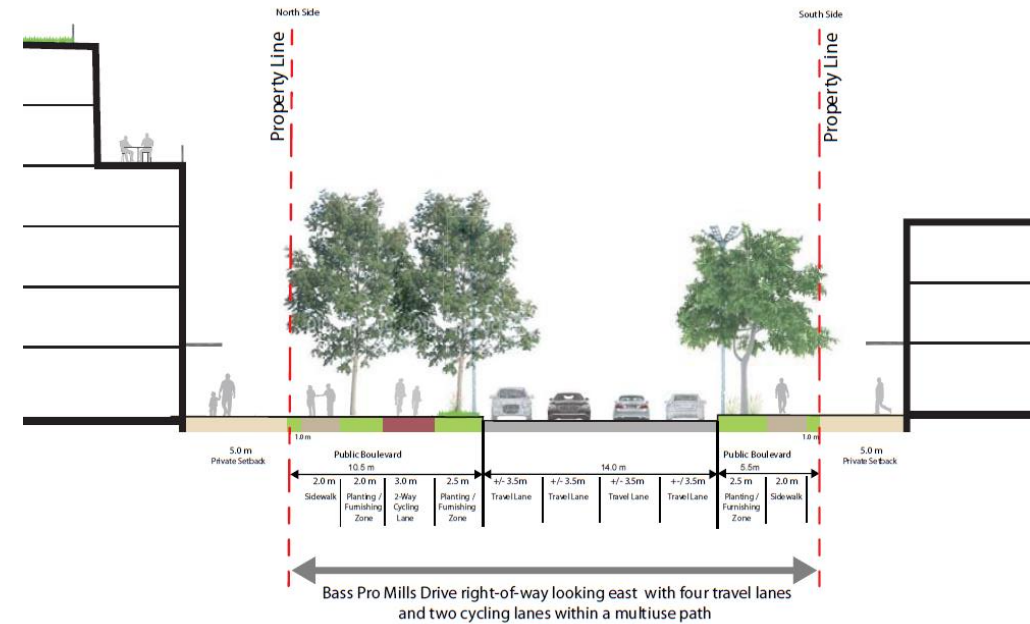 North Side
South Side
Property Line
Property Line
1.0 m
1.0 m
5.0 m
Private Setback
Public Boulevard
10.5 m
14.0 m
Public Boulevard
5.5m
5.0 m
Private Setback
2.0 m
Sidewalk
2.0 m
Planting /
Furnishing
Zone
3.0 m
2-Way
Cycling
Lane
2.5 m
Planting /
Furnishing
Zone
+/- 3.5m
Travel Lane
+/- 3.5m
Travel Lane
+/- 3.5m
Travel Lane
+/- 3.5m
Travel Lane
2.5 m
Planting /
Furnishing
Zone
2.0 m
Sidewalk
Bass Pro Mills Drive right-of-way looking east with four travel lanes
and two cycling lanes within a multiuse path